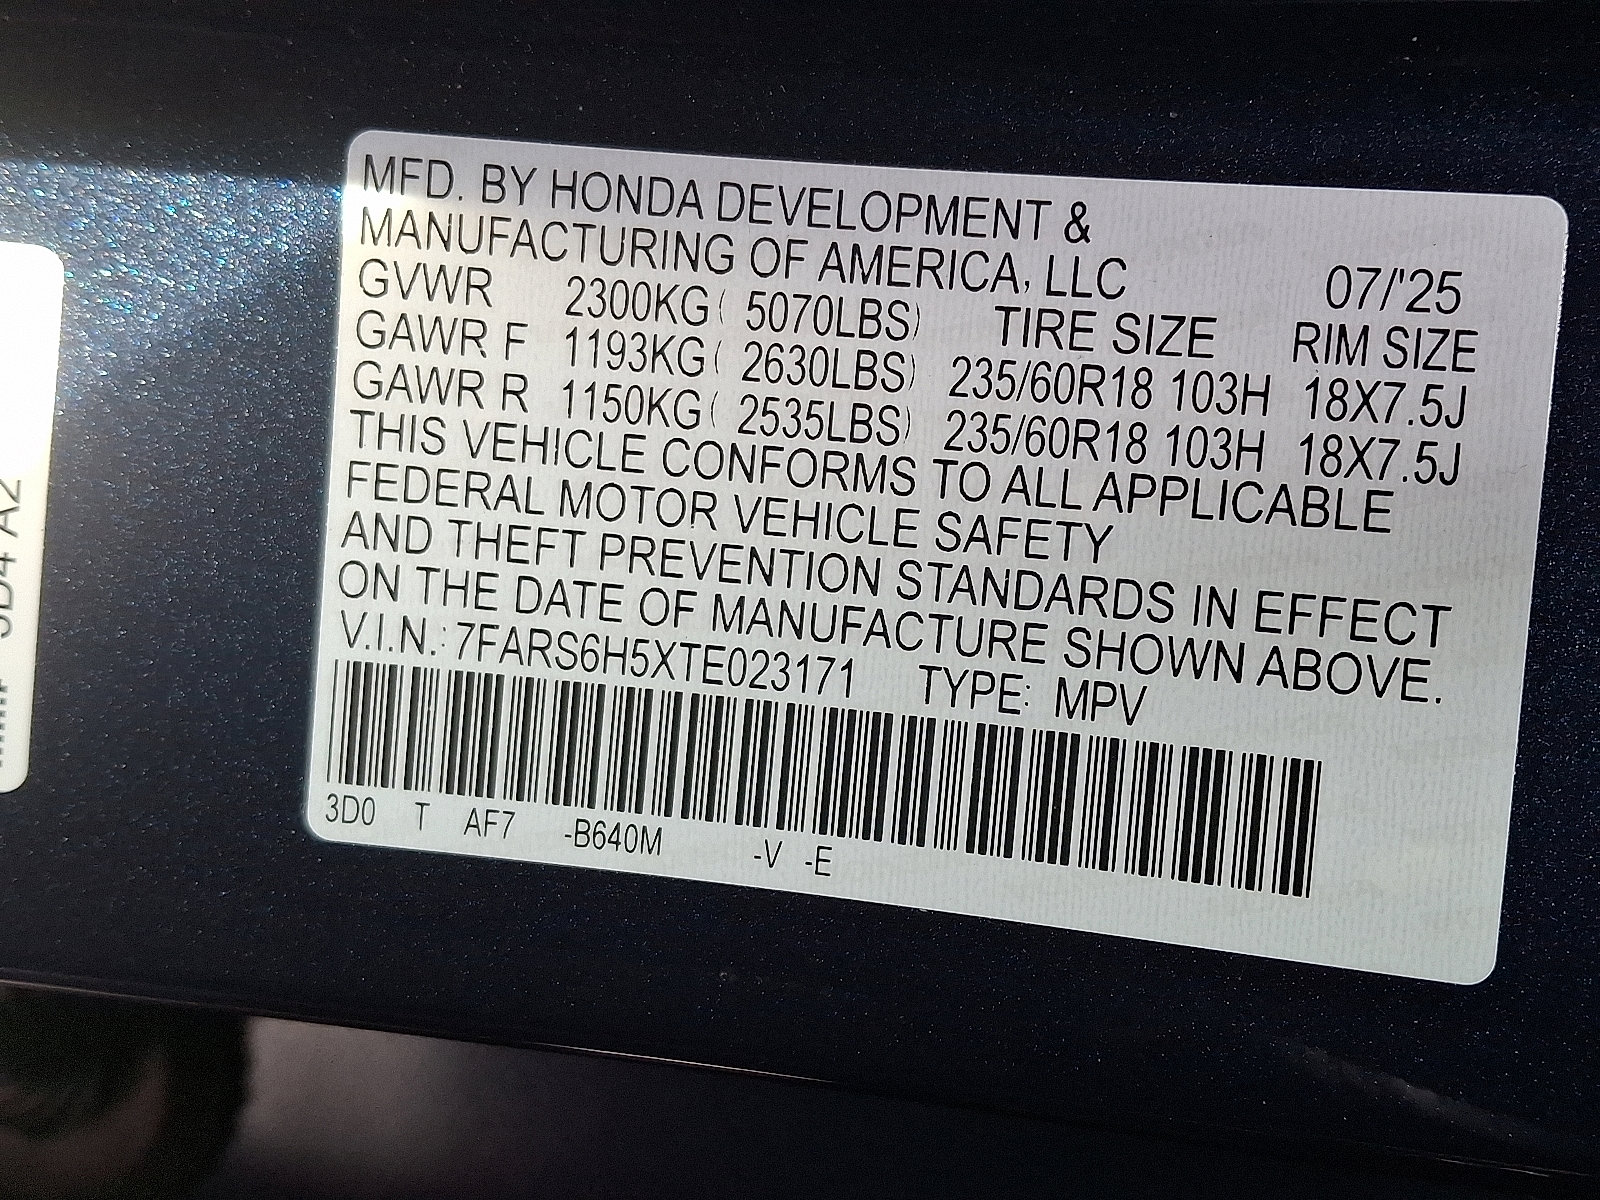 MFD. BY HONDA DEVELOPMENT &
MANUFACTURING OF AMERICA, LLC 07/'25
GVWR 2300KG( 5070LBS) TIRE SIZE RIM SIZE
GAWR F 1193KG( 2630LBS) 235/60R18 103H 18X7.5J
GAWR R 1150KG( 2535LBS) 235/60R18 103H 18X7.5J
THIS VEHICLE CONFORMS TO ALL APPLICABLE
FEDERAL MOTOR VEHICLE SAFETY
AND THEFT PREVENTION STANDARDS IN EFFECT
ON THE DATE OF MANUFACTURE SHOWN ABOVE.
V.I.N.: 7FARS6H5XTE023171 TYPE: MPV
3D0 T AF7 -B640M -V -E
A2